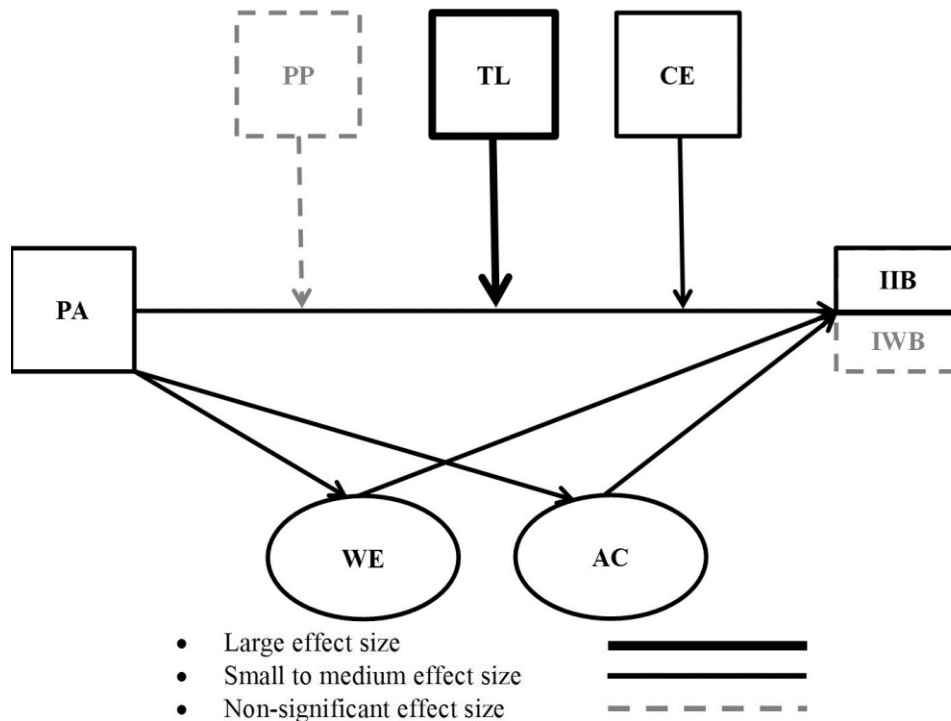 PP
TL
CE
PA
IIB
IWB
WE
AC
• Large effect size
• Small to medium effect size
• Non-significant effect size